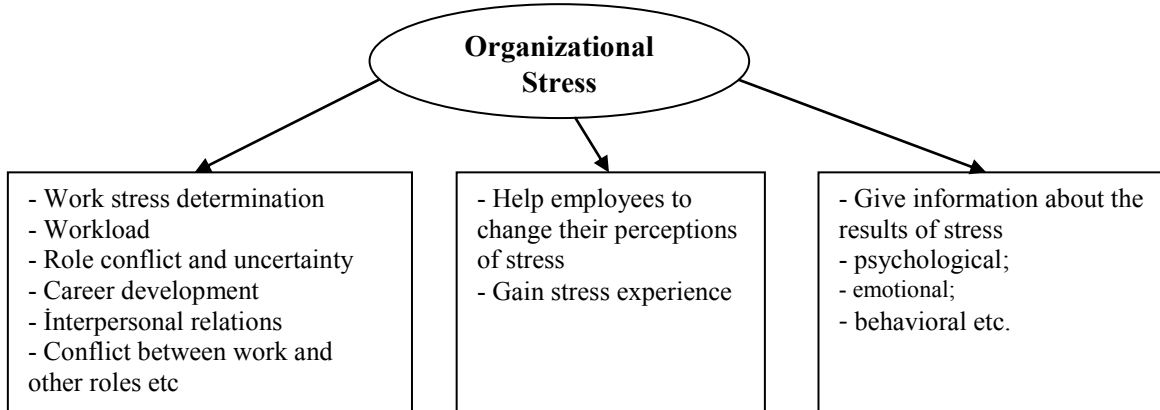 Organizational
Stress
- Work stress determination
- Workload
- Role conflict and uncertainty
- Career development
- İnterpersonal relations
- Conflict between work and
other roles etc
- Help employees to
change their perceptions
of stress
- Gain stress experience
- Give information about the
results of stress
- psychological;
- emotional;
- behavioral etc.